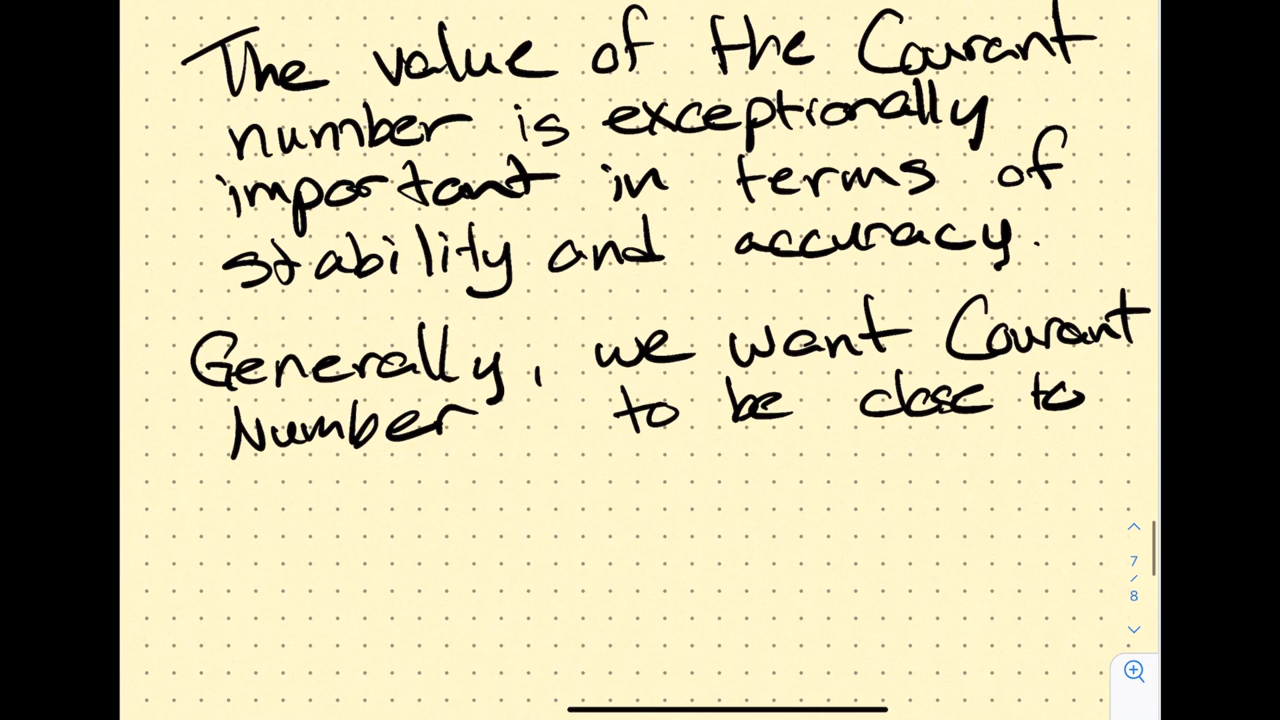 The value of the Courant
number is exceptionally
important in terms of
stability and accuracy.
Generally, we want Courant
Number to be close to
7
/
8